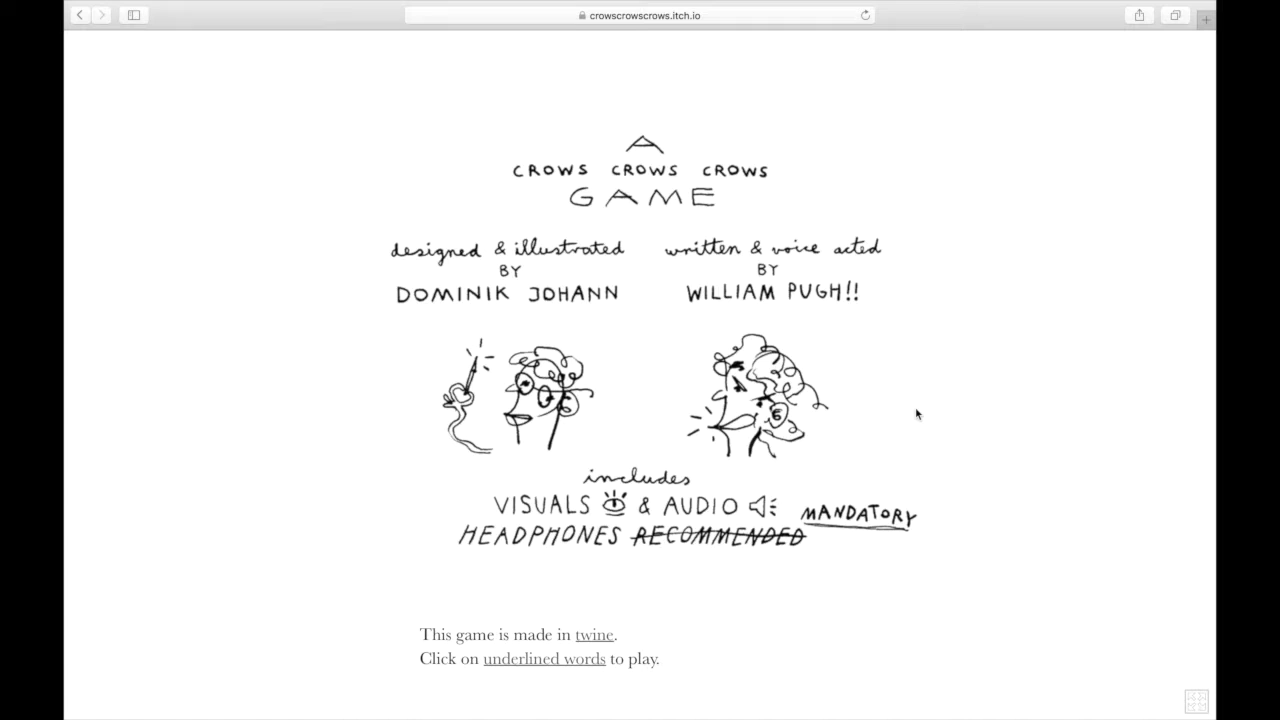 crowscrowscrows.itch.io
A
CROWS CROWS CROWS
GAME
designed & illustrated
BY
DOMINIK JOHANN
written & voice acted
BY
WILLIAM PUGH!!
includes
VISUALS & AUDIO
HEADPHONES RECOMMENDED MANDATORY
This game is made in twine.
Click on underlined words to play.